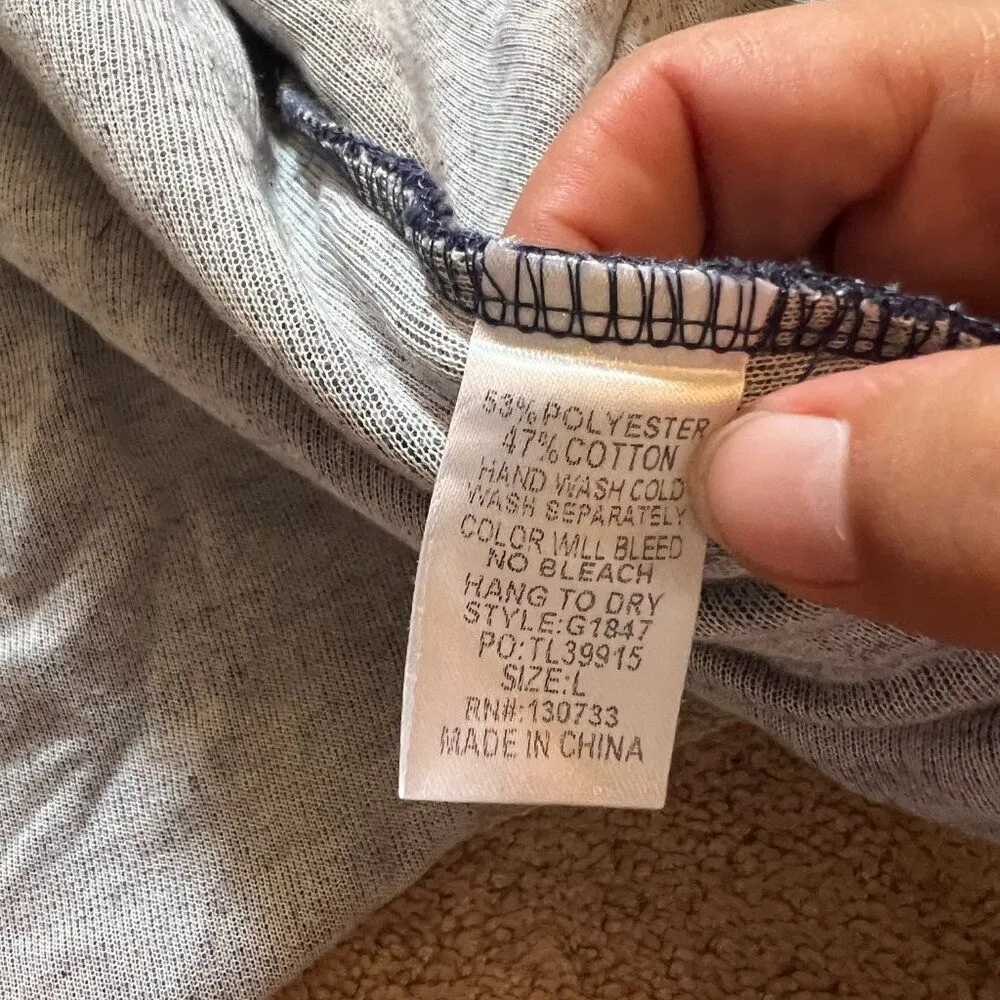 53% POLYESTER
47% COTTON
HAND WASH COLD
WASH SEPARATELY
COLOR WILL BLEED
NO BLEACH
HANG TO DRY
STYLE:G1847
PO:TL39915
SIZE:L
RN#:130733
MADE IN CHINA